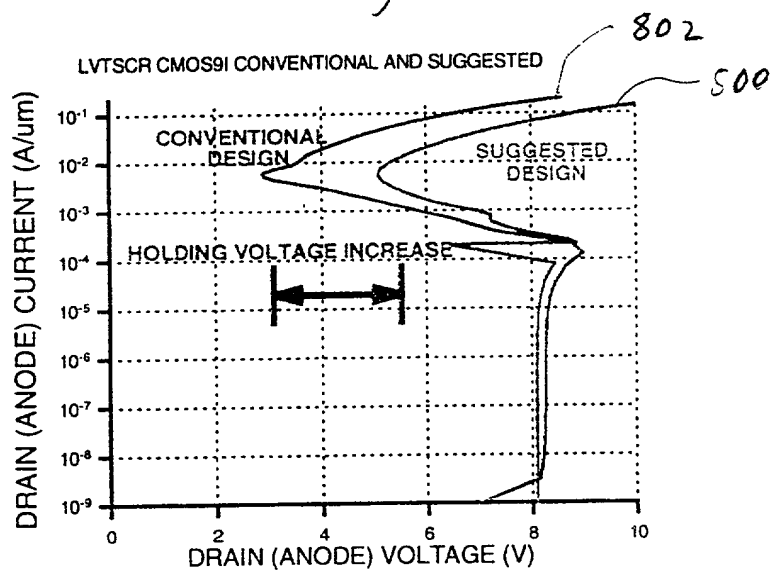 802
LVTSCR CMOS9I CONVENTIONAL AND SUGGESTED
500
CONVENTIONAL
DESIGN
SUGGESTED
DESIGN
HOLDING VOLTAGE INCREASE
DRAIN (ANODE) CURRENT (A/um)
10-1
10-2
10-3
10-4
10-5
10-6
10-7
10-8
10-9
0 2 4 6 8 10
DRAIN (ANODE) VOLTAGE (V)